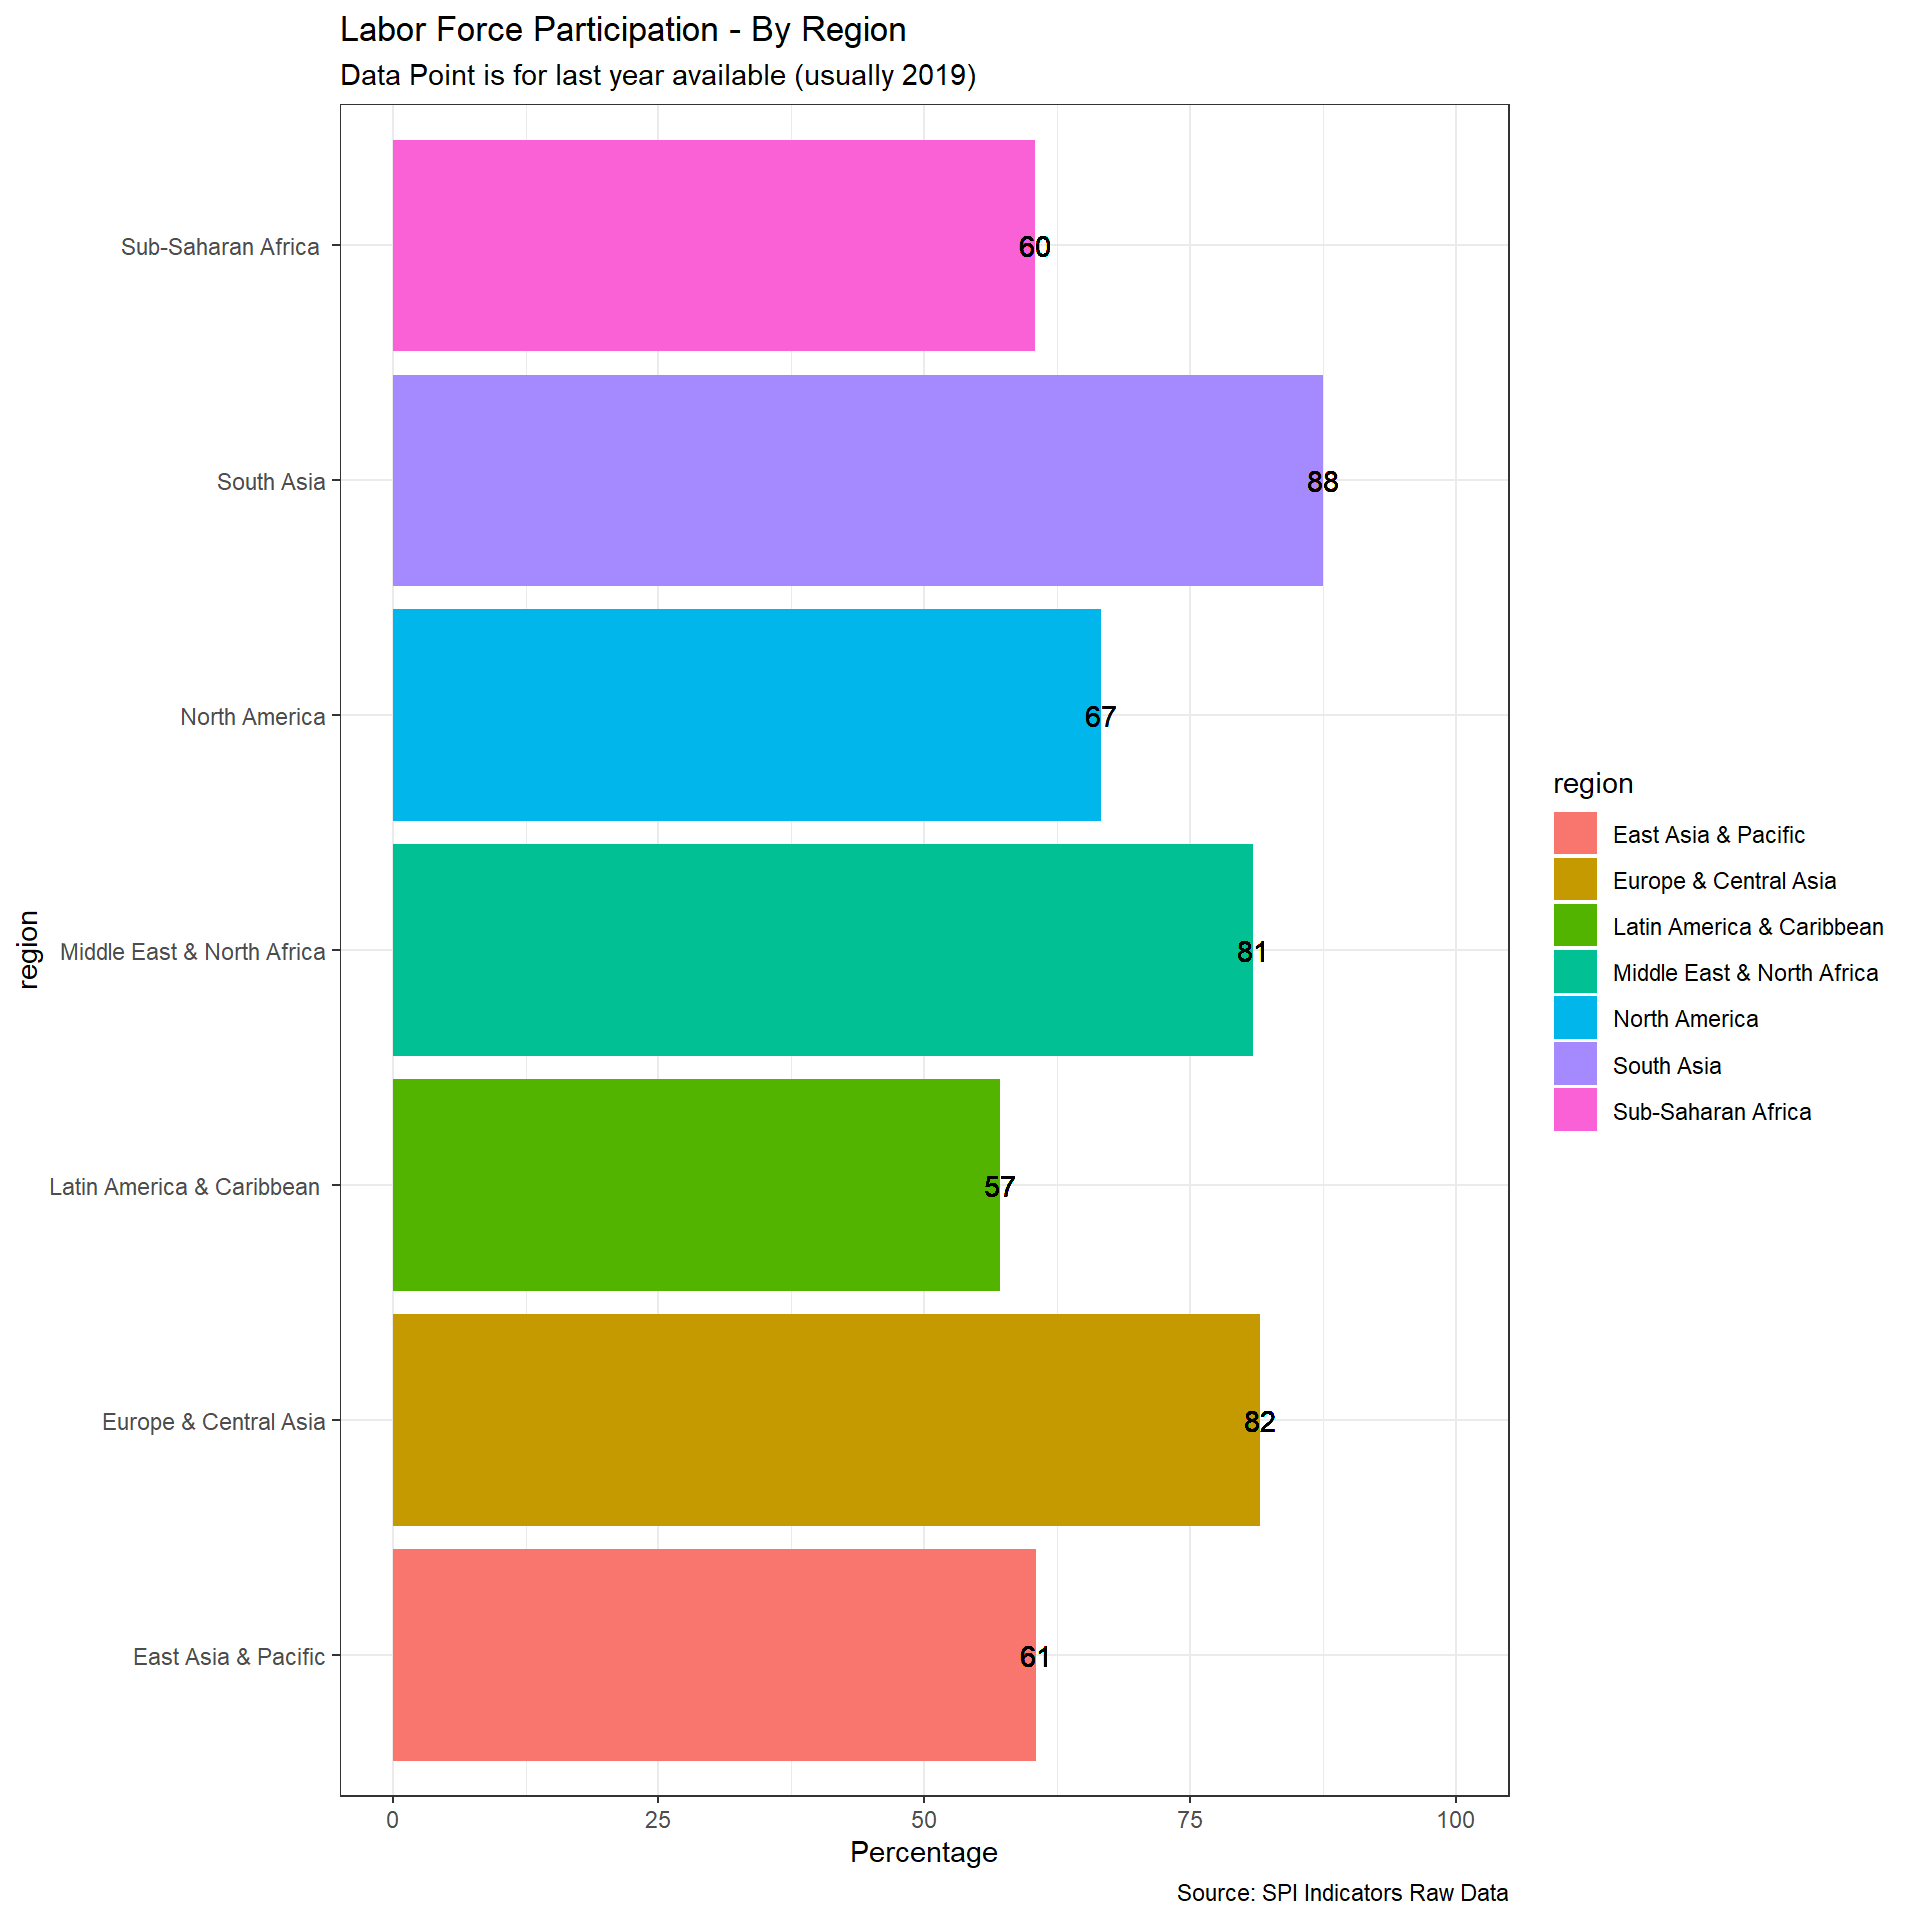 Labor Force Participation - By Region
Data Point is for last year available (usually 2019)
Sub-Saharan Africa
60
South Asia
88
North America
67
Middle East & North Africa
81
Latin America & Caribbean
57
Europe & Central Asia
82
East Asia & Pacific
61
region
0 25 50 75 100
Percentage
region
East Asia & Pacific
Europe & Central Asia
Latin America & Caribbean
Middle East & North Africa
North America
South Asia
Sub-Saharan Africa
Source: SPI Indicators Raw Data